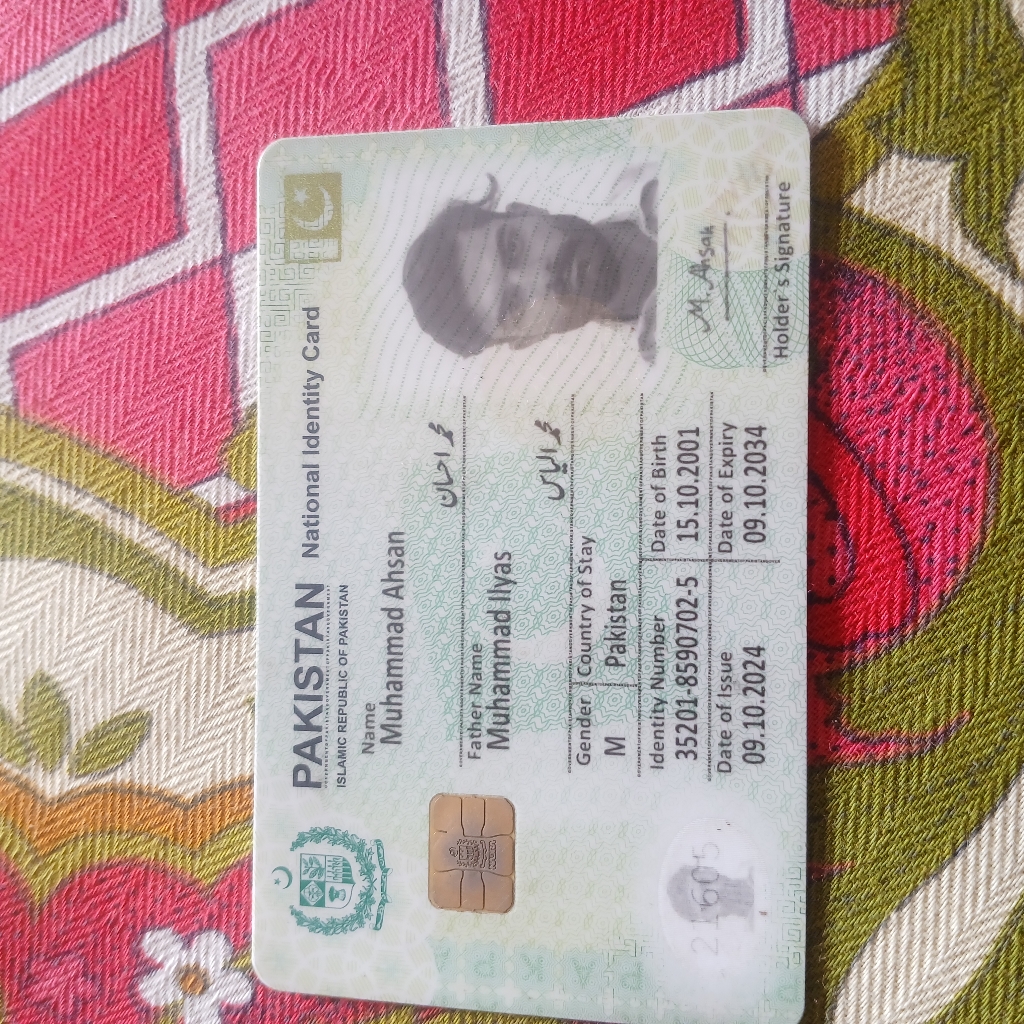 PAKISTAN National Identity Card
ISLAMIC REPUBLIC OF PAKISTAN
Name
Muhammad Ahsan
محمد احسان
Father Name
Muhammad Ilyas
محمد الیاس
Gender Country of Stay
M Pakistan
Identity Number Date of Birth
35201-8590702-5 15.10.2001
Date of Issue Date of Expiry
09.10.2024 09.10.2034
M. Ahsan.
Holder's Signature